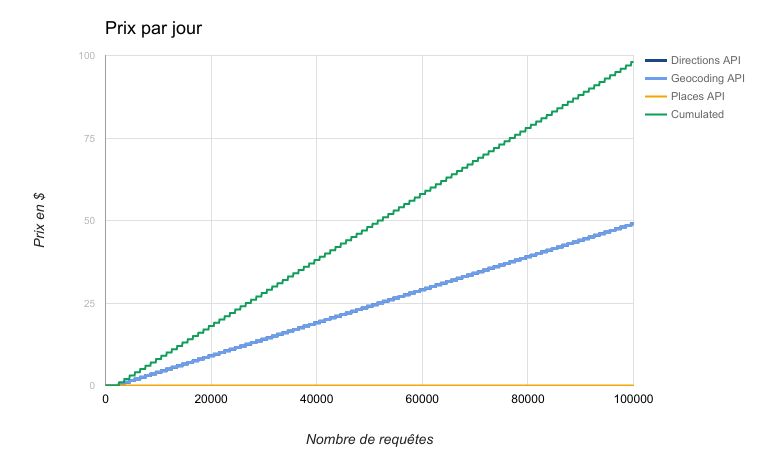 Prix par jour
Directions API
Geocoding API
Places API
Cumulated
Prix en $
100
75
50
25
0
0 20000 40000 60000 80000 100000
Nombre de requêtes